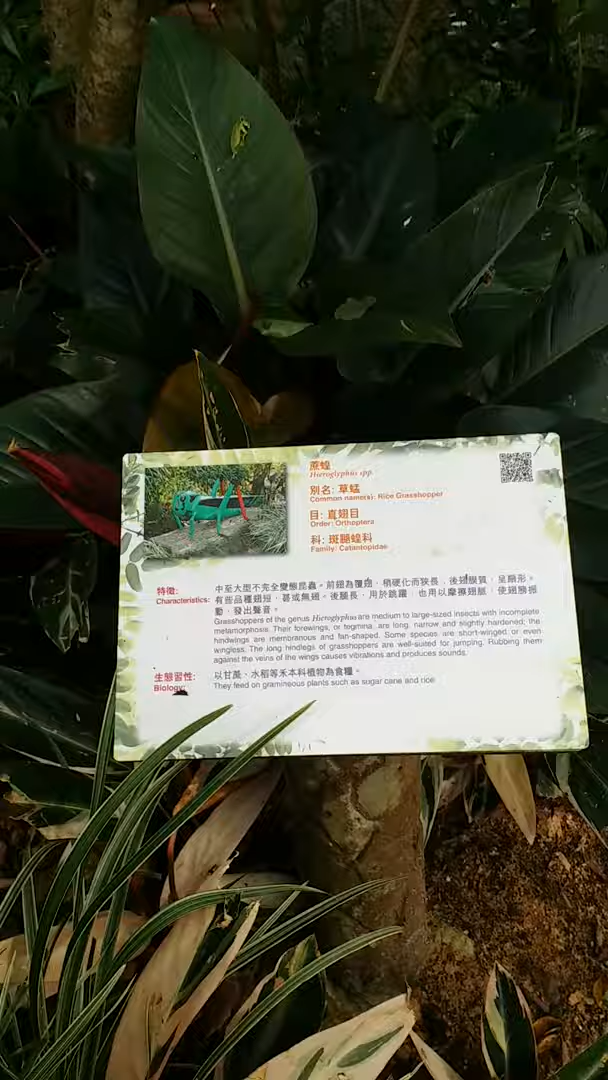 蔗蝗
Hieroglyphus spp.
別名: 草蜢
Common name(s): Rice Grasshopper
目: 直翅目
Order: Orthoptera
科: 斑腿蝗科
Family: Catantopidae
特徵:
Characteristics:
中至大型不完全變態昆蟲。前翅為覆翅，稍硬化而狹長，後翅膜質，呈扇形。
有些品種翅短，甚或無翅。後腿長，用於跳躍，也用以摩擦翅脈，使翅膀振
動，發出聲音。
Grasshoppers of the genus Hieroglyphus are medium to large-sized insects with incomplete
metamorphosis. Their forewings, or tegmina, are long, narrow and slightly hardened; the
hindwings are membranous and fan-shaped. Some species are short-winged or even
wingless. The long hindlegs of grasshoppers are well-suited for jumping. Rubbing them
against the veins of the wings causes vibrations and produces sounds.
生態習性:
Biology:
以甘蔗、水稻等禾本科植物為食糧。
They feed on gramineous plants such as sugar cane and rice